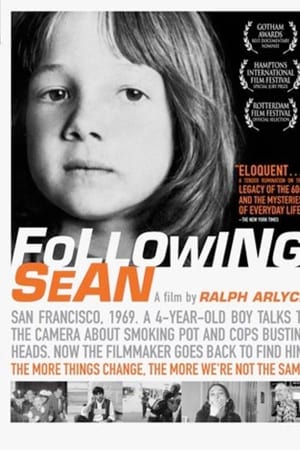 GOTHAM
AWARDS
BEST DOCUMENTARY
NOMINEE
HAMPTONS
INTERNATIONAL
FILM FESTIVAL
SPECIAL JURY PRIZE
ROTTERDAM
FILM FESTIVAL
OFFICIAL SELECTION
"ELOQUENT...
A TENDER RUMINATION ON TH
LEGACY OF THE 60
AND THE MYSTERIES
OF EVERYDAY LIFE
—THE NEW YORK TIMES
FOLLOWING
SEAN
A film by RALPH ARLYC
SAN FRANCISCO, 1969. A 4-YEAR-OLD BOY TALKS T
THE CAMERA ABOUT SMOKING POT AND COPS BUSTIN
HEADS. NOW THE FILMMAKER GOES BACK TO FIND HIM
THE MORE THINGS CHANGE, THE MORE WE'RE NOT THE SAM